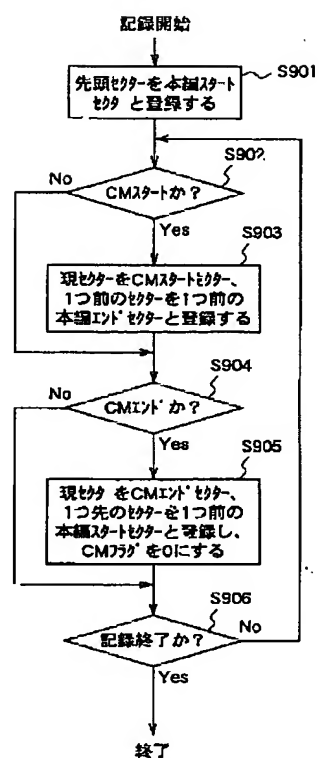 記録開始
S901
先頭セクターを本編スタート
セクタ と登録する
S902
No
CMスタートか?
Yes
S903
現セクターをCMスタートセクター、
1つ前のセクターを1つ前の
本編エンドセクターと登録する
S904
No
CMエンドか?
Yes
S905
現セクタ をCMエンドセクター、
1つ先のセクターを1つ前の
本編スタートセクターと登録し、
CMフラグを0にする
S906
記録終了か?
No
Yes
終了